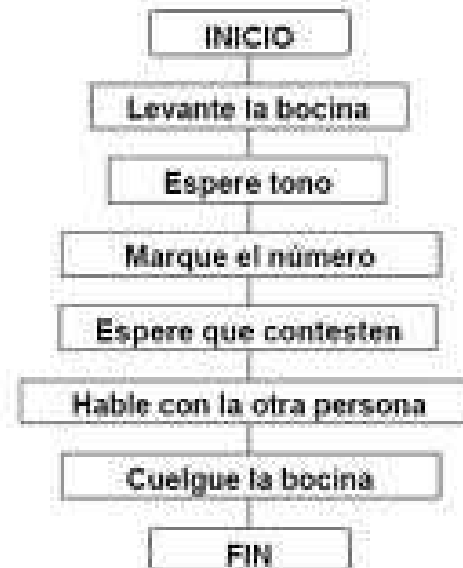 INICIO
Levante la bocina
Espere tono
Marque el número
Espere que contesten
Hable con la otra persona
Cuelgue la bocina
FIN